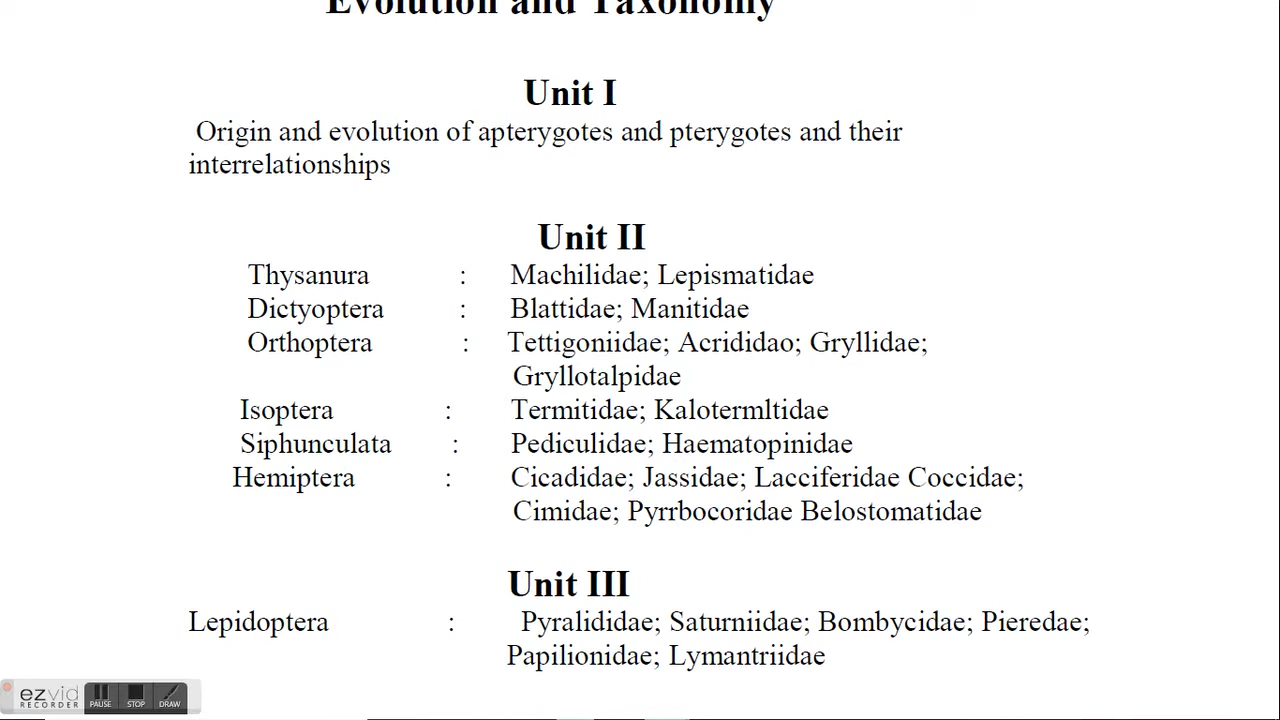 Evolution and Taxonomy
Unit I
Origin and evolution of apterygotes and pterygotes and their
interrelationships
Unit II
Thysanura : Machilidae; Lepismatidae
Dictyoptera : Blattidae; Manitidae
Orthoptera : Tettigoniidae; Acrididao; Gryllidae;
Gryllotalpidae
Isoptera : Termitidae; Kalotermltidae
Siphunculata : Pediculidae; Haematopinidae
Hemiptera : Cicadidae; Jassidae; Lacciferidae Coccidae;
Cimidae; Pyrrbocoridae Belostomatidae
Unit III
Lepidoptera : Pyralididae; Saturniidae; Bombycidae; Pieredae;
Papilionidae; Lymantriidae
ezvid
RECORDER
PAUSE STOP DRAW